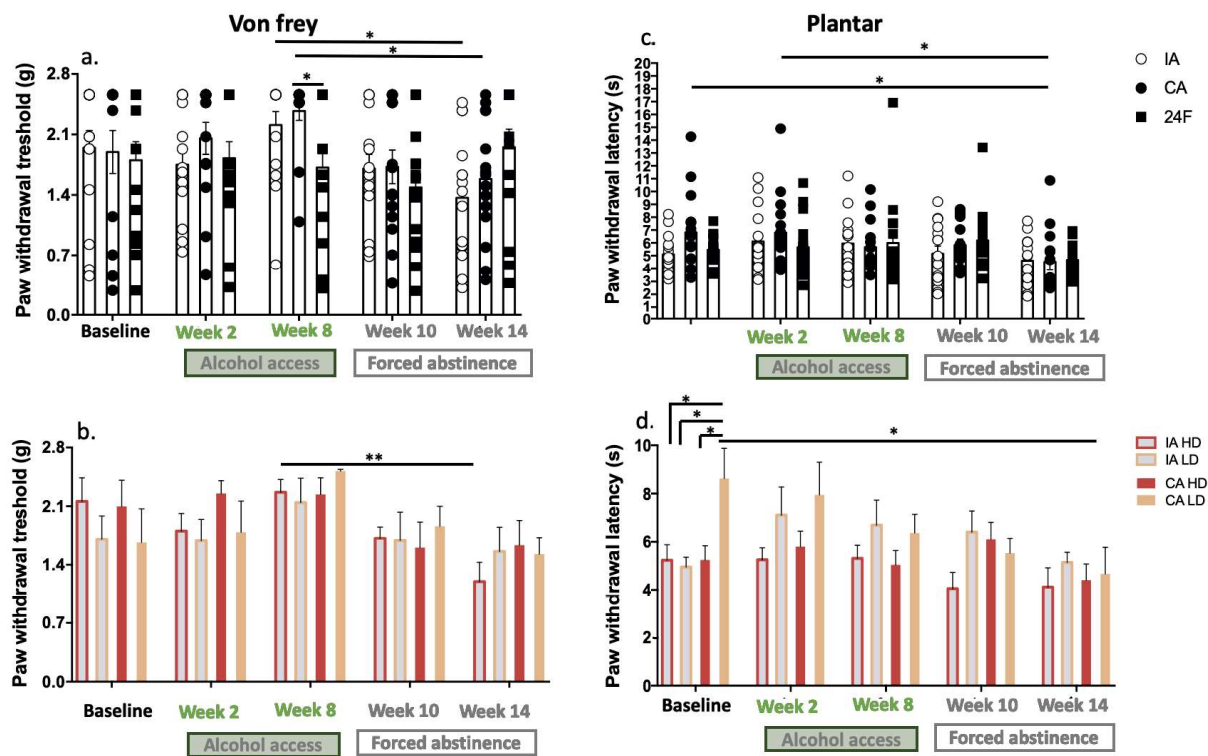 Von frey
Plantar
a.
*
*
*
Paw withdrawal treshold (g)
2.8
2.1
1.4
0.7
0.0
Baseline
Week 2
Week 8
Week 10
Week 14
Alcohol access
Forced abstinence
c.
*
*
Paw withdrawal latency (s)
20
19
18
17
16
15
14
13
12
11
10
9
8
7
6
5
4
3
2
1
0
Week 2
Week 8
Week 10
Week 14
Alcohol access
Forced abstinence
IA
CA
24F
b.
**
Paw withdrawal treshold (g)
2.8
2.1
1.4
0.7
0.0
Baseline
Week 2
Week 8
Week 10
Week 14
Alcohol access
Forced abstinence
d.
*
*
*
*
Paw withdrawal latency (s)
10
8
6
4
2
0
Baseline
Week 2
Week 8
Week 10
Week 14
Alcohol access
Forced abstinence
IA HD
IA LD
CA HD
CA LD